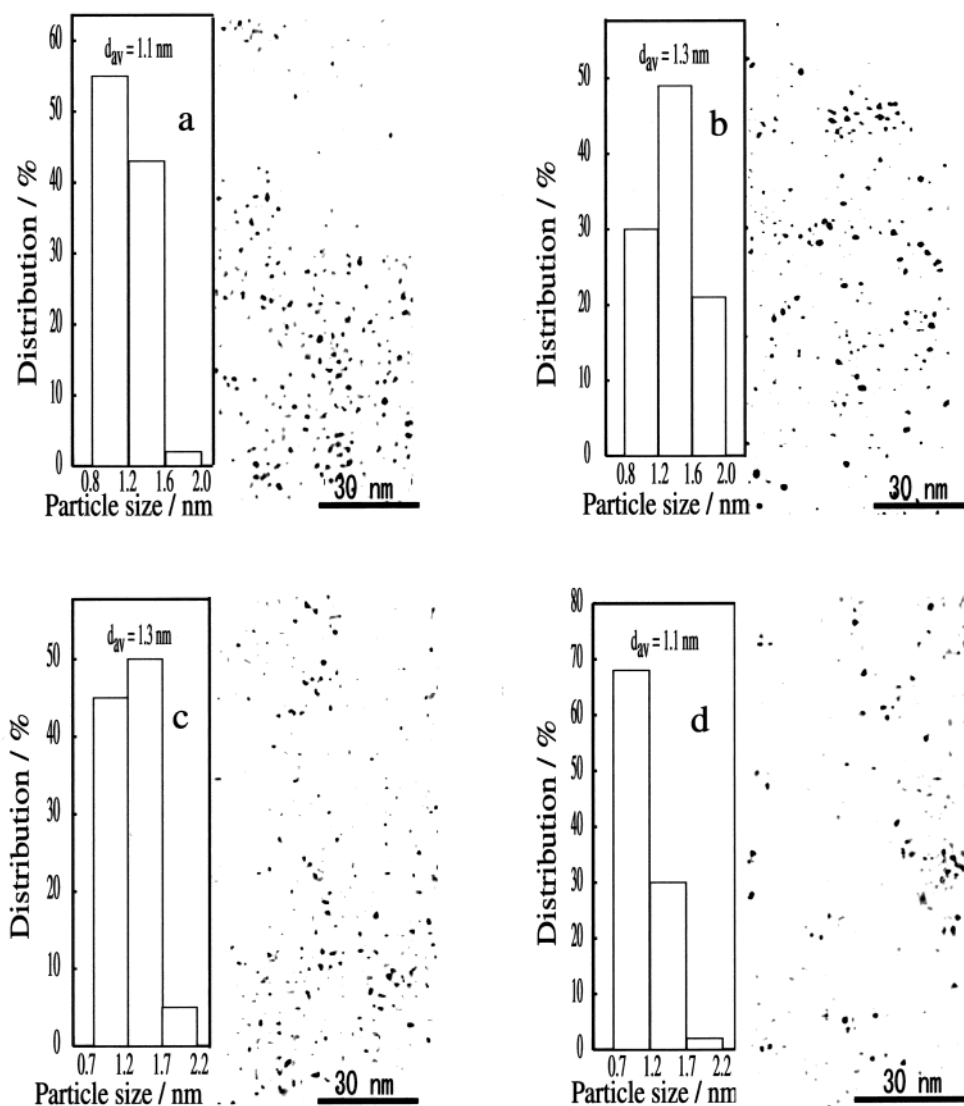 60
50
40
30
20
10
0
Distribution / %
d_av = 1.1 nm
a
0.8 1.2 1.6 2.0
Particle size / nm
30 nm
50
40
30
20
10
0
Distribution / %
d_av = 1.3 nm
b
0.8 1.2 1.6 2.0
Particle size / nm
30 nm
50
40
30
20
10
0
Distribution / %
d_av = 1.3 nm
c
0.7 1.2 1.7 2.2
Particle size / nm
30 nm
80
70
60
50
40
30
20
10
0
Distribution / %
d_av = 1.1 nm
d
0.7 1.2 1.7 2.2
Particle size / nm
30 nm